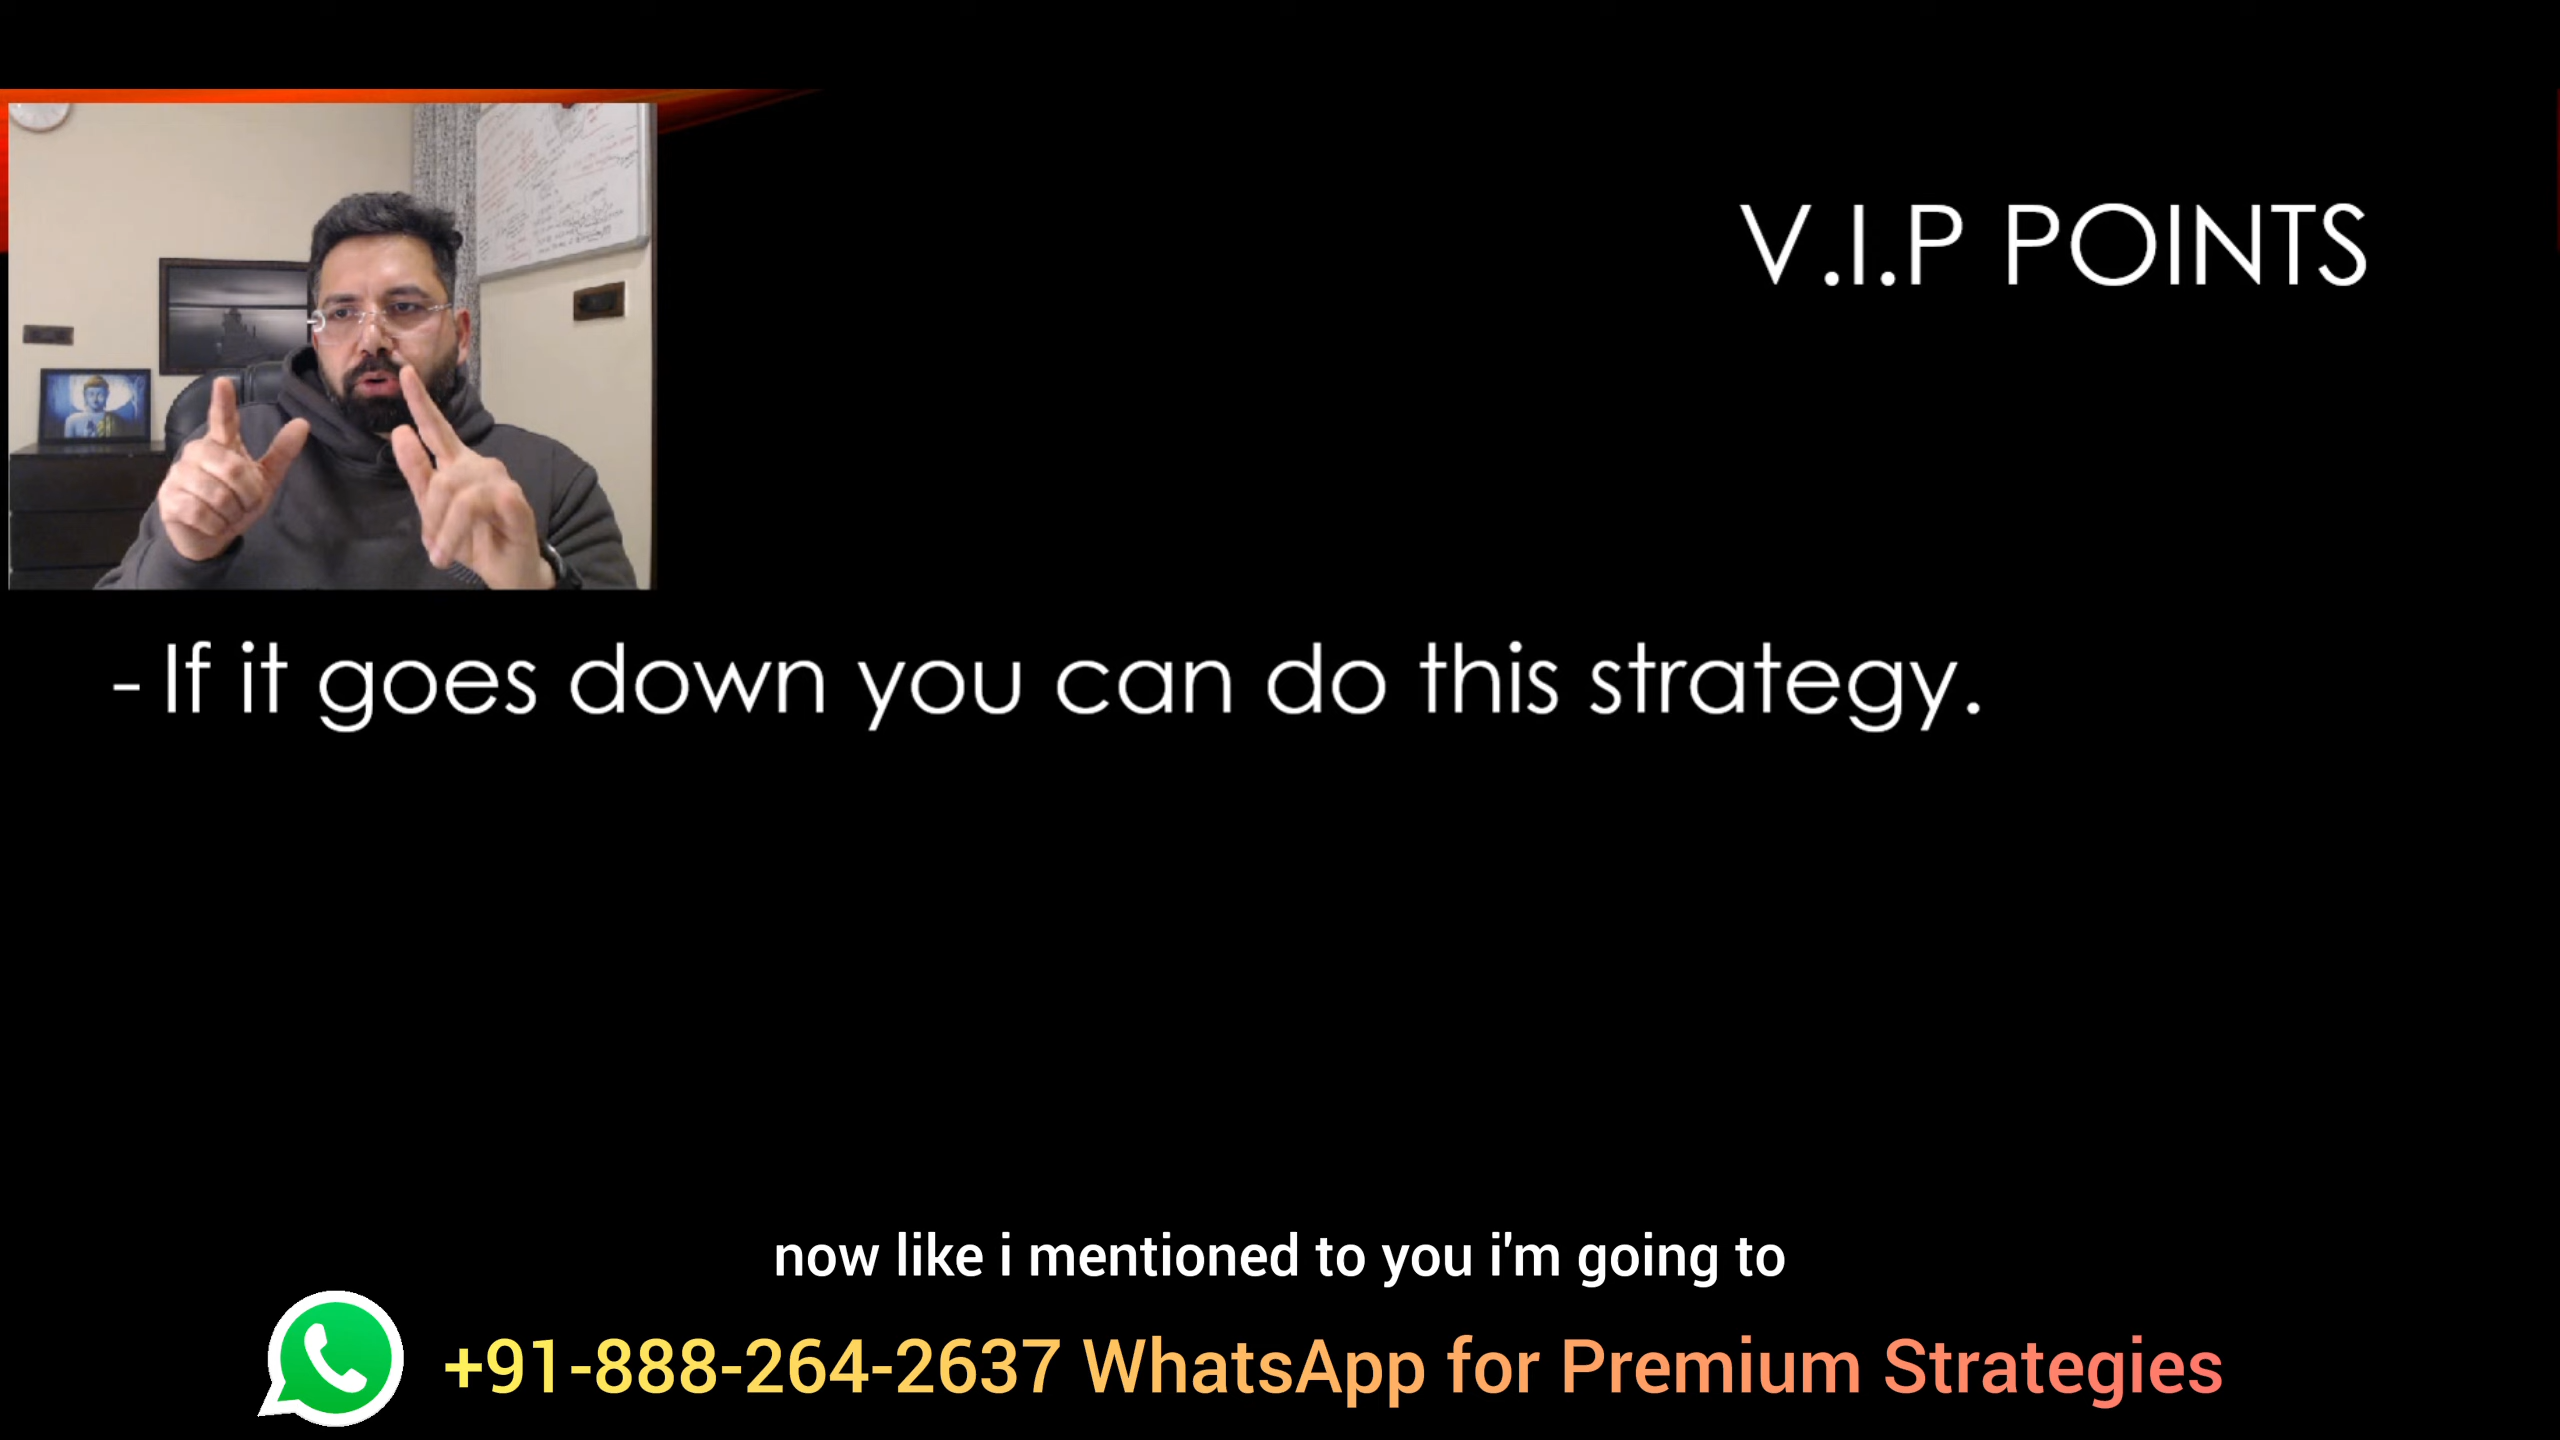 V.I.P POINTS
- If it goes down you can do this strategy.
now like i mentioned to you i'm going to
+91-888-264-2637 WhatsApp for Premium Strategies